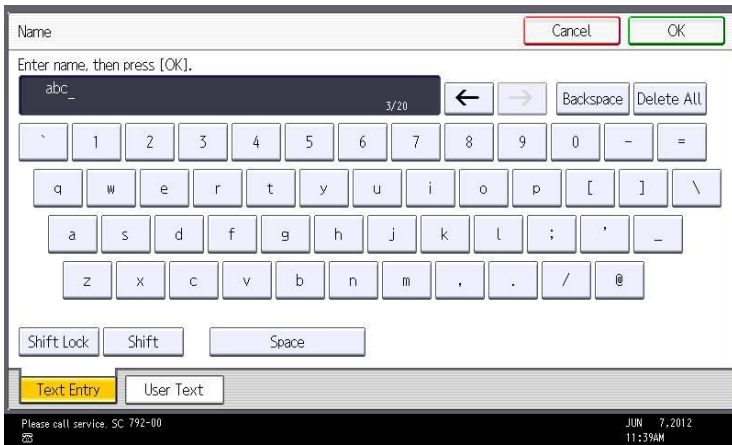 Name Cancel OK
Enter name, then press [OK].
abc_ 3/20 ← → Backspace Delete All
` 1 2 3 4 5 6 7 8 9 0 - =
q w e r t y u i o p [ ] \
a s d f g h j k l ; ' _
z x c v b n m , . / @
Shift Lock Shift Space
Text Entry User Text
Please call service. SC 792-00 JUN 7,2012
11:39AM